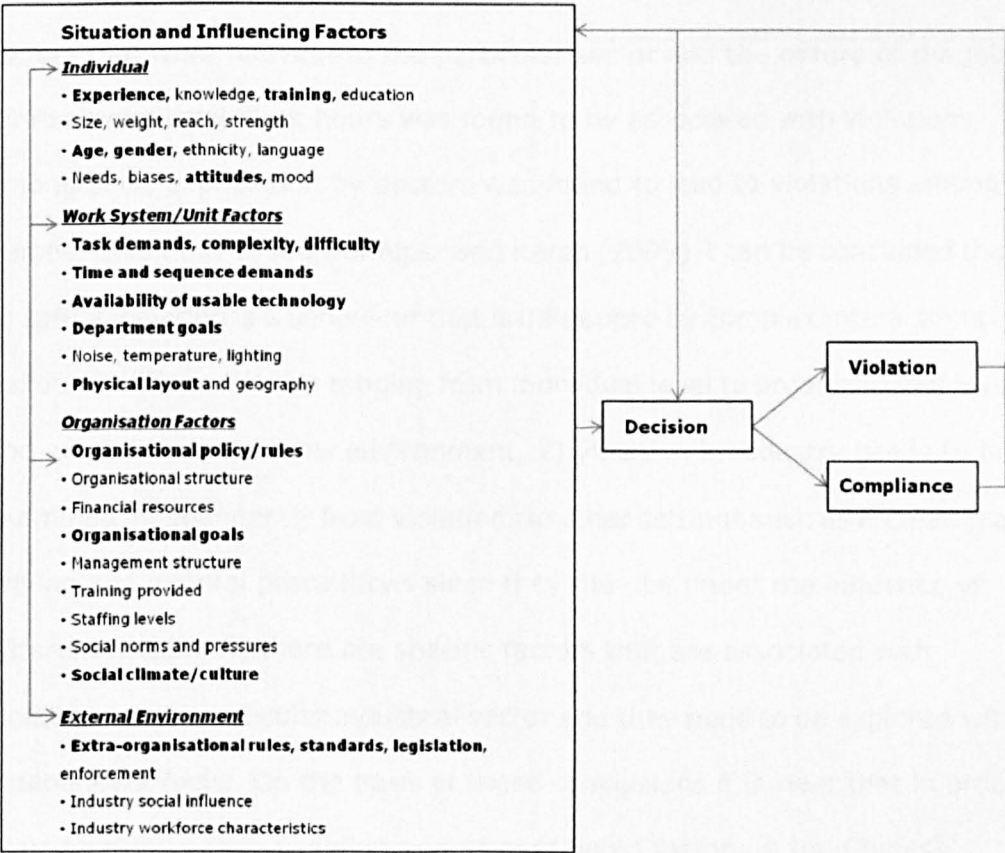 Situation and Influencing Factors
Individual
• Experience, knowledge, training, education
• Size, weight, reach, strength
• Age, gender, ethnicity, language
• Needs, biases, attitudes, mood
Work System/Unit Factors
• Task demands, complexity, difficulty
• Time and sequence demands
• Availability of usable technology
• Department goals
• Noise, temperature, lighting
• Physical layout and geography
Organisation Factors
• Organisational policy/rules
• Organisational structure
• Financial resources
• Organisational goals
• Management structure
• Training provided
• Staffing levels
• Social norms and pressures
• Social climate/culture
External Environment
• Extra-organisational rules, standards, legislation,
enforcement
• Industry social influence
• Industry workforce characteristics
Decision
Violation
Compliance